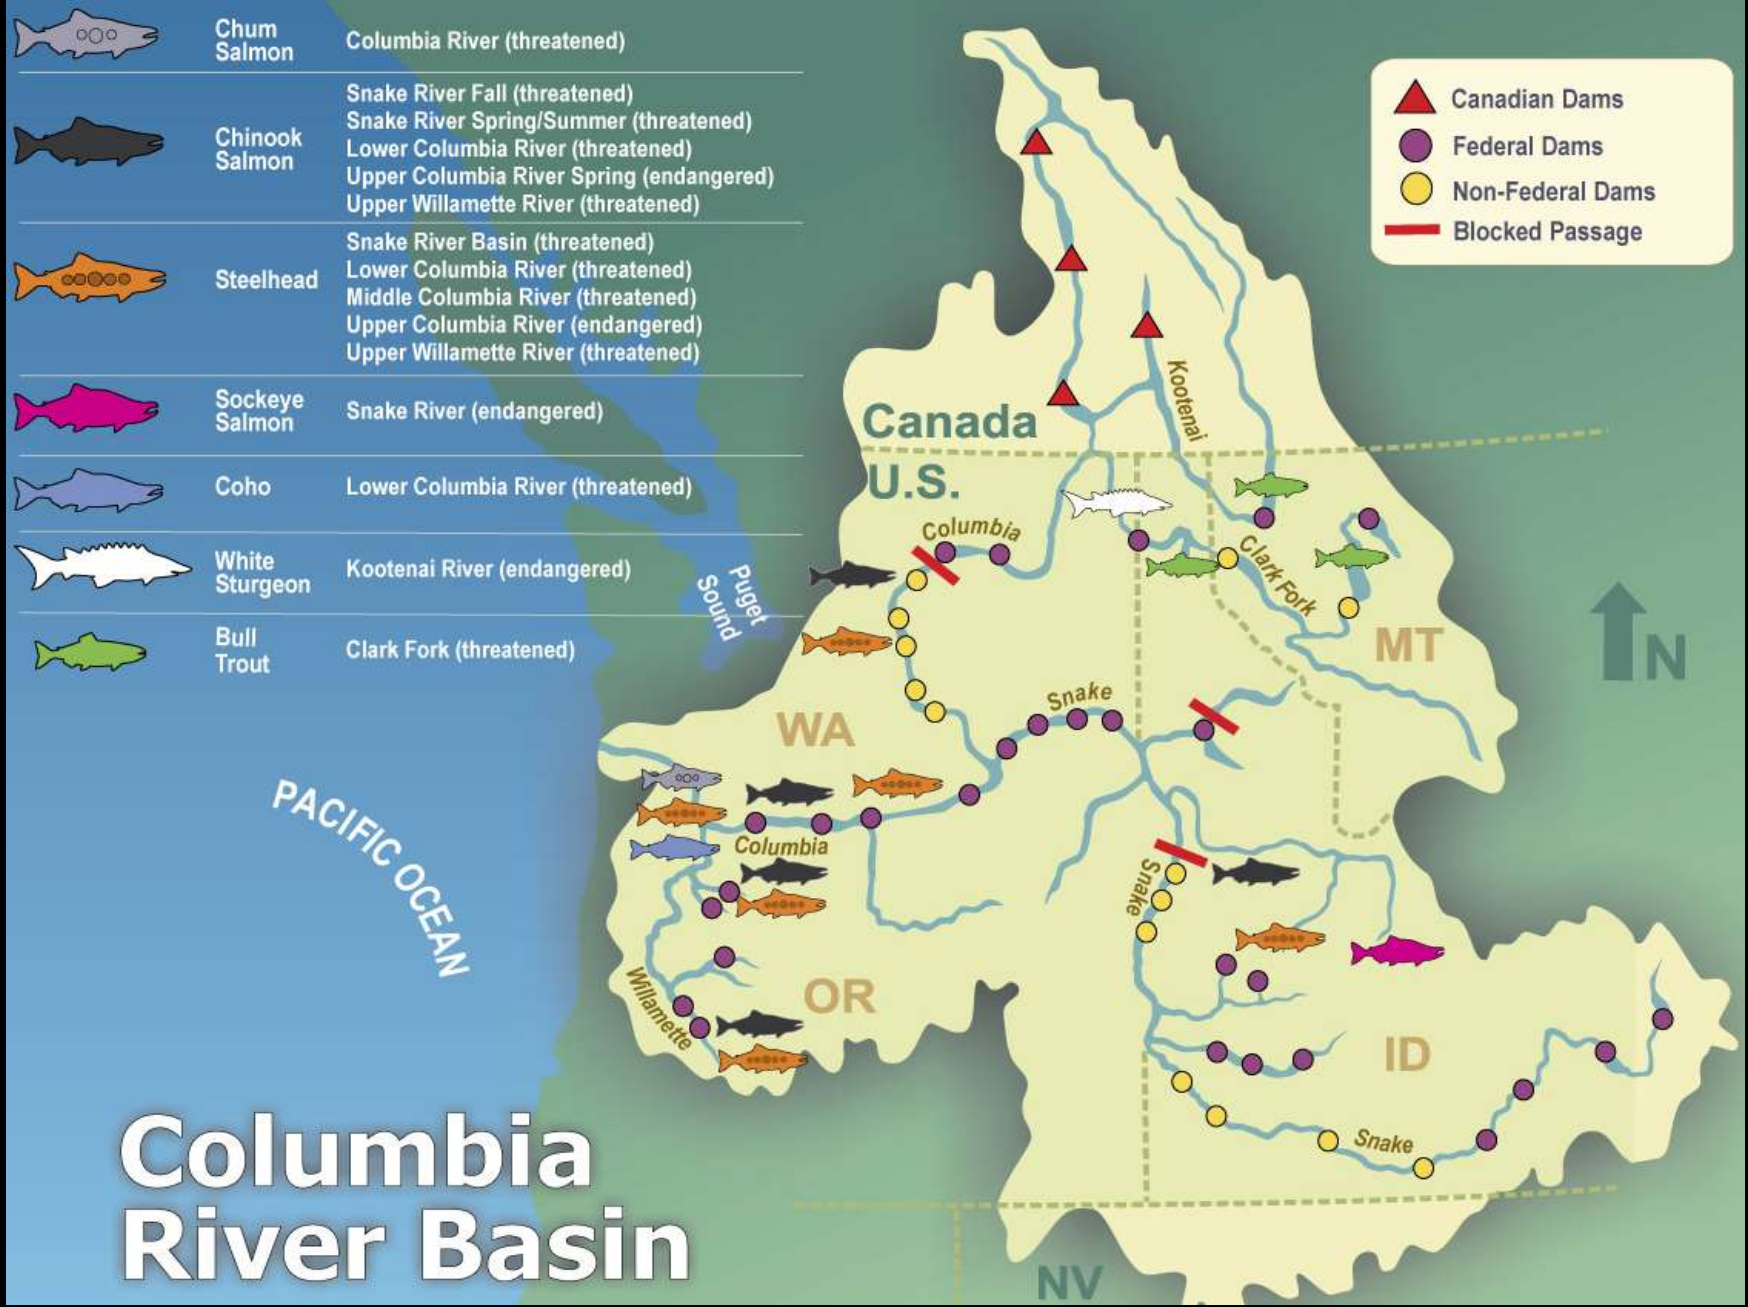 Chum
Salmon
Columbia River (threatened)
Chinook
Salmon
Snake River Fall (threatened)
Snake River Spring/Summer (threatened)
Lower Columbia River (threatened)
Upper Columbia River Spring (endangered)
Upper Willamette River (threatened)
Steelhead
Snake River Basin (threatened)
Lower Columbia River (threatened)
Middle Columbia River (threatened)
Upper Columbia River (endangered)
Upper Willamette River (threatened)
Sockeye
Salmon
Snake River (endangered)
Coho
Lower Columbia River (threatened)
White
Sturgeon
Kootenai River (endangered)
Bull
Trout
Clark Fork (threatened)
Canadian Dams
Federal Dams
Non-Federal Dams
Blocked Passage
Kootenai
Canada
U.S.
Columbia
Clark Fork
Puget
Sound
MT
N
Snake
WA
PACIFIC OCEAN
Columbia
Snake
Willamette
OR
ID
Snake
Columbia
River Basin
NV